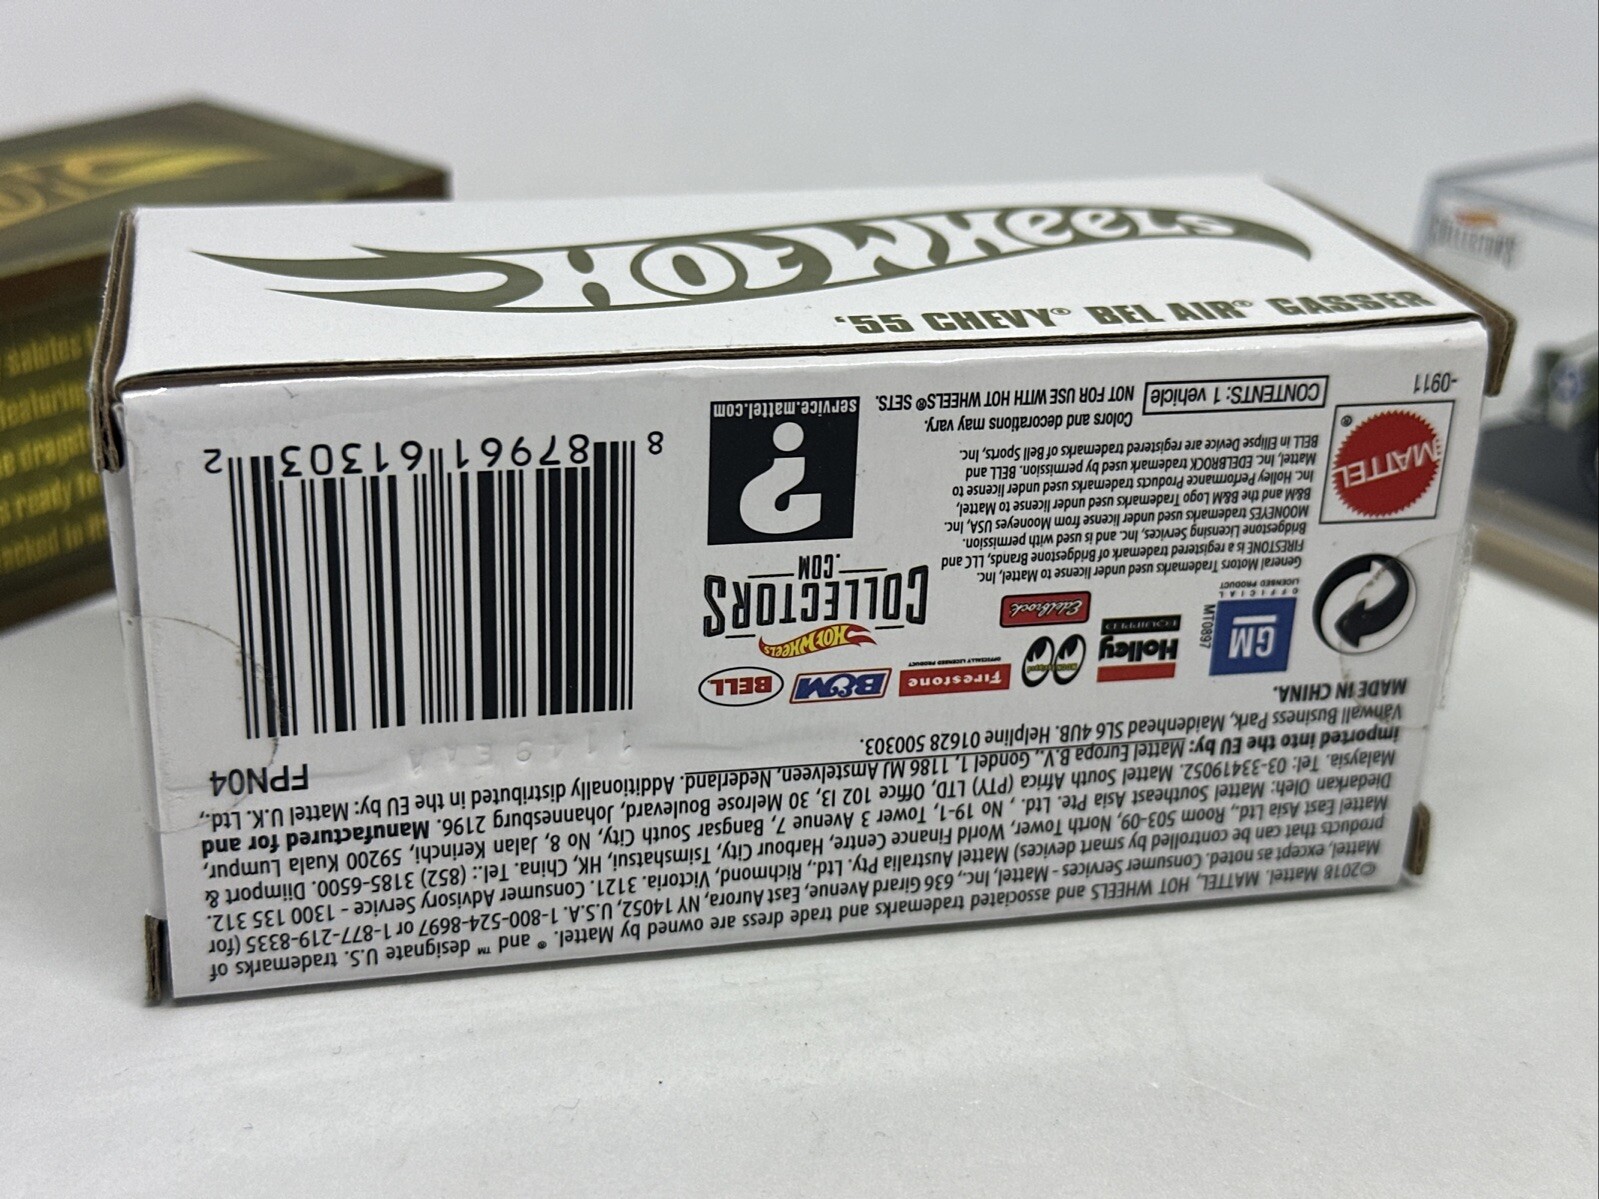 HOT WHEELS
'55 CHEVY® BEL AIR® GASSER
©2018 Mattel. MATTEL, HOT WHEELS and associated trademarks and trade dress are owned by Mattel. ® and ™ designate U.S. trademarks of
Mattel, except as noted. Consumer Services - Mattel, Inc., 636 Girard Avenue, East Aurora, NY 14052, U.S.A. 1-800-524-8697 or 1-877-219-8335 (for
products that can be controlled by smart devices) Mattel Australia Pty. Ltd., Richmond, Victoria. 3121. Consumer Advisory Service - 1300 135 312.
Mattel East Asia Ltd., Room 503-09, North Tower, World Finance Centre, Harbour City, Tsimshatsui, HK, China. Tel.: (852) 3185-6500. Diimport &
Diedarkan Oleh: Mattel Southeast Asia Pte. Ltd. , No 19-1, Tower 3 Avenue 7, Bangsar South City, No 8, Jalan Kerinchi, 59200 Kuala Lumpur,
Malaysia. Tel: 03-33419052. Mattel South Africa (PTY) LTD, Office 102 I3, 30 Melrose Boulevard, Johannesburg 2196. Manufactured for and
imported into the EU by: Mattel Europa B.V., Gondel 1, 1186 MJ Amstelveen, Nederland. Additionally distributed in the EU by: Mattel U.K. Ltd.,
Vanwall Business Park, Maidenhead SL6 4UB. Helpline 01628 500303.
MADE IN CHINA.
FPN04
1149EAA
GM
OFFICIAL
LICENSED PRODUCT
MT0897
Holley
EQUIPPED
Edelbrock
Firestone
OFFICIALLY LICENSED PRODUCT
B&M
BELL
HOT WHEELS
COLLECTORS
.COM
General Motors Trademarks used under license to Mattel, Inc.
FIRESTONE is a registered trademark of Bridgestone Brands, LLC and
Bridgestone Licensing Services, Inc. and is used with permission.
MOONEYES trademarks used under license from Mooneyes USA, Inc.
B&M and the B&M Logo Trademarks used under license to Mattel,
Inc. Holley Performance Products trademarks used under license to
Mattel, Inc. EDELBROCK trademark used by permission. BELL and
BELL in Ellipse Device are registered trademarks of Bell Sports, Inc.
MATTEL®
?
service.mattel.com
Colors and decorations may vary.
CONTENTS: 1 vehicle
NOT FOR USE WITH HOT WHEELS® SETS.
-0911
8 87961 61303 2
salutes
featuring
ready
COLLECTORS